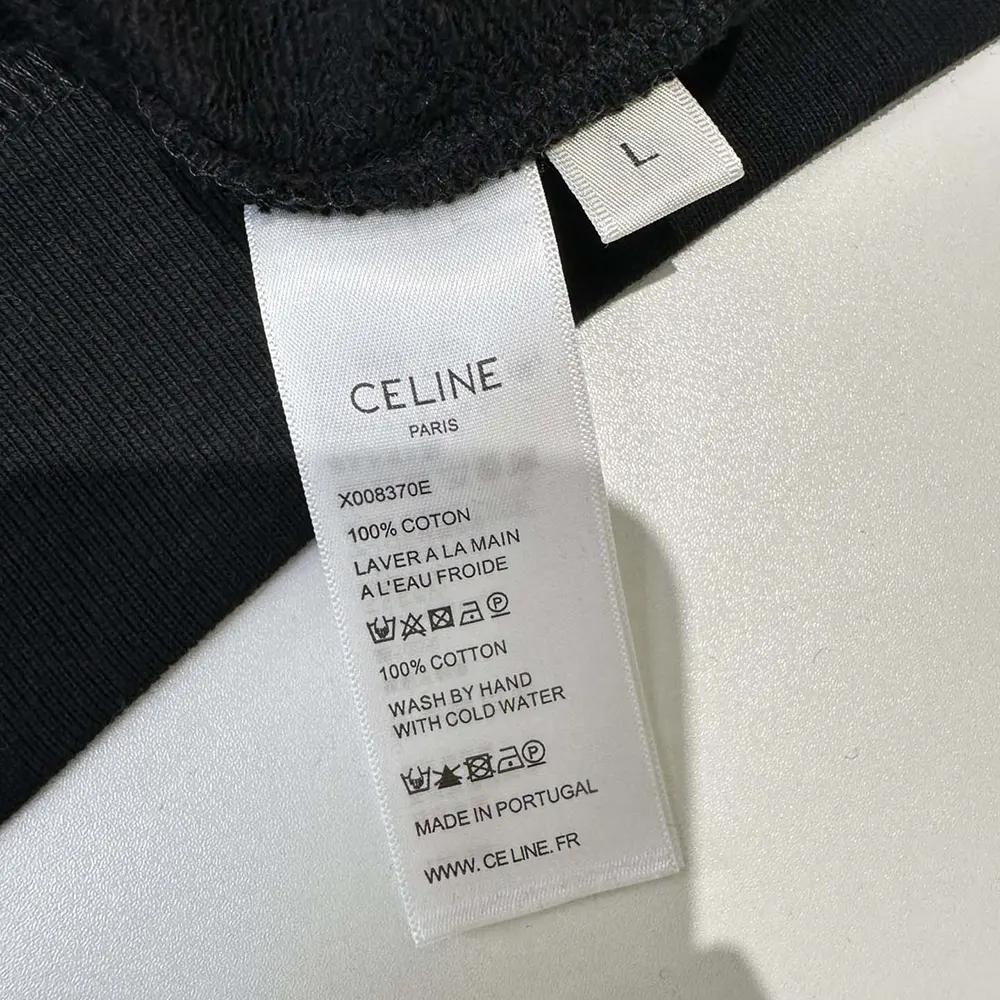 L
CELINE
PARIS
X008370E
100% COTON
LAVER A LA MAIN
A L'EAU FROIDE
P
100% COTTON
WASH BY HAND
WITH COLD WATER
P
MADE IN PORTUGAL
WWW. CE LINE. FR